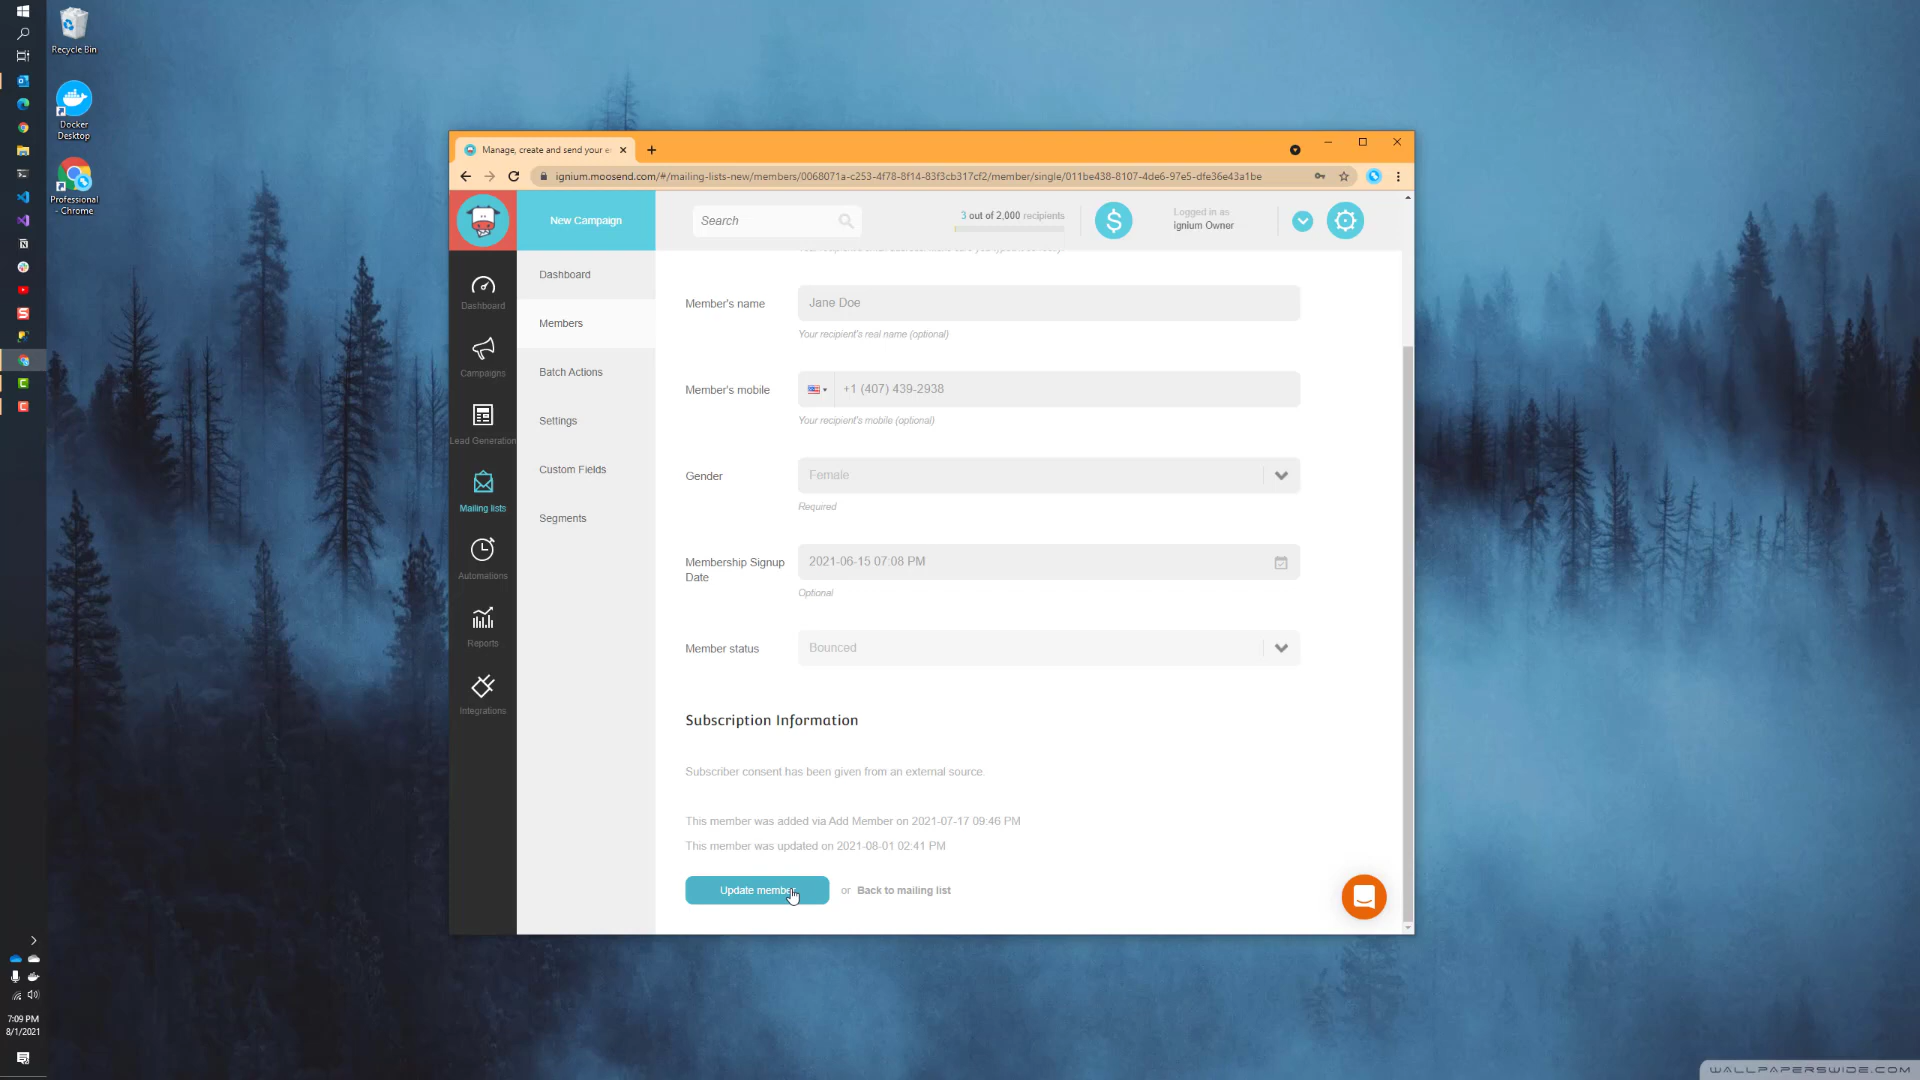 Recycle Bin
Docker
Desktop
Professional
- Chrome
7:09 PM
8/1/2021
Manage, create and send your e
ignium.moosend.com/#/mailing-lists-new/members/0068071a-c253-4f78-8f14-83f3cb317cf2/member/single/011be438-8107-4de6-97e5-dfe36e43a1be
New Campaign
Search
3 out of 2,000 recipients
Logged in as
ignium Owner
Dashboard
Campaigns
Lead Generation
Mailing lists
Automations
Reports
Integrations
Dashboard
Members
Batch Actions
Settings
Custom Fields
Segments
Member's name
Jane Doe
Your recipient's real name (optional)
Member's mobile
+1 (407) 439-2938
Your recipient's mobile (optional)
Gender
Female
Required
Membership Signup
Date
2021-06-15 07:08 PM
Optional
Member status
Bounced
Subscription Information
Subscriber consent has been given from an external source.
This member was added via Add Member on 2021-07-17 09:46 PM
This member was updated on 2021-08-01 02:41 PM
Update member
or Back to mailing list
WALLPAPERSWIDE.COM